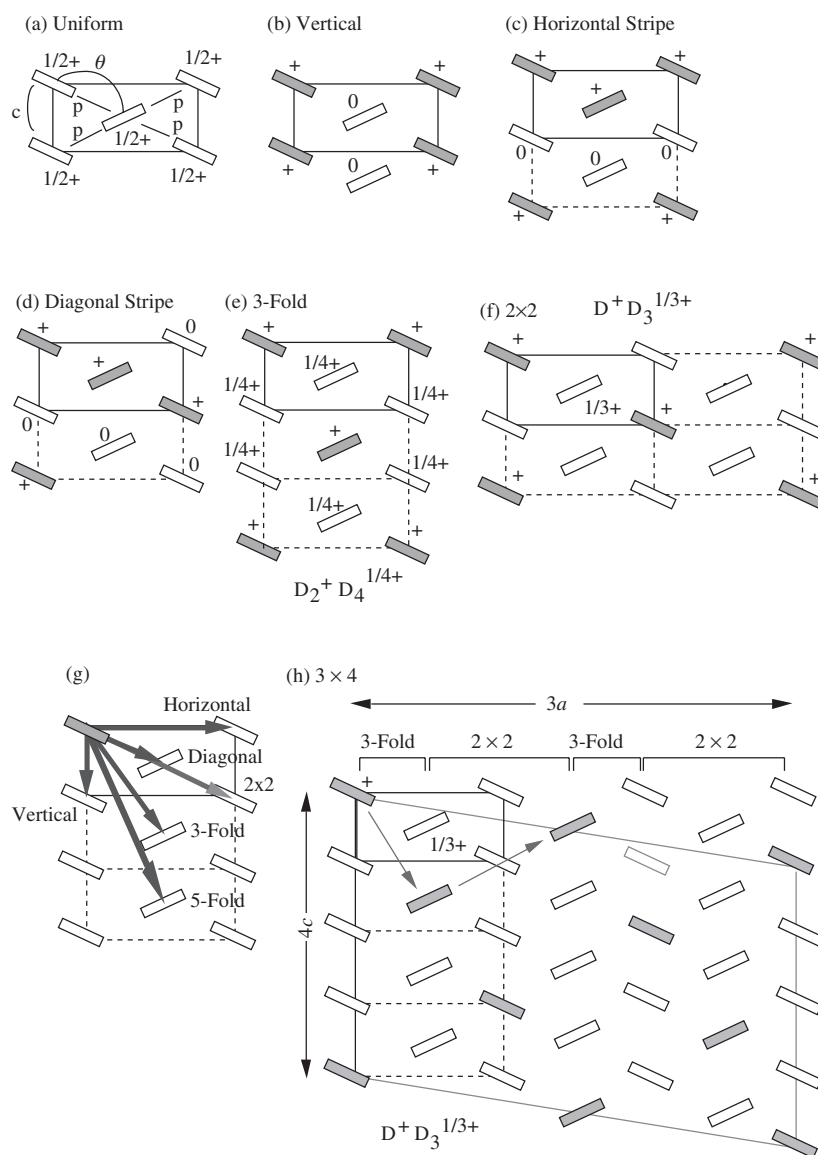 (a) Uniform
1/2+ θ 1/2+
c p p
p p
1/2+
1/2+ 1/2+
(b) Vertical
+ +
0
+ 0 +
(c) Horizontal Stripe
+ + +
0 0 0
+ +
(d) Diagonal Stripe
+ 0
+
0 0 +
+ 0
(e) 3-Fold
+ +
1/4+
1/4+ 1/4+
+
1/4+ 1/4+
1/4+
+ +
D2+ D4 1/4+
(f) 2×2 D+ D3 1/3+
+ +
1/3+ +
+ +
(g)
Horizontal
Diagonal
2x2
Vertical
3-Fold
5-Fold
(h) 3 × 4
3a
3-Fold 2 × 2 3-Fold 2 × 2
+
1/3+
4c
D+ D3 1/3+